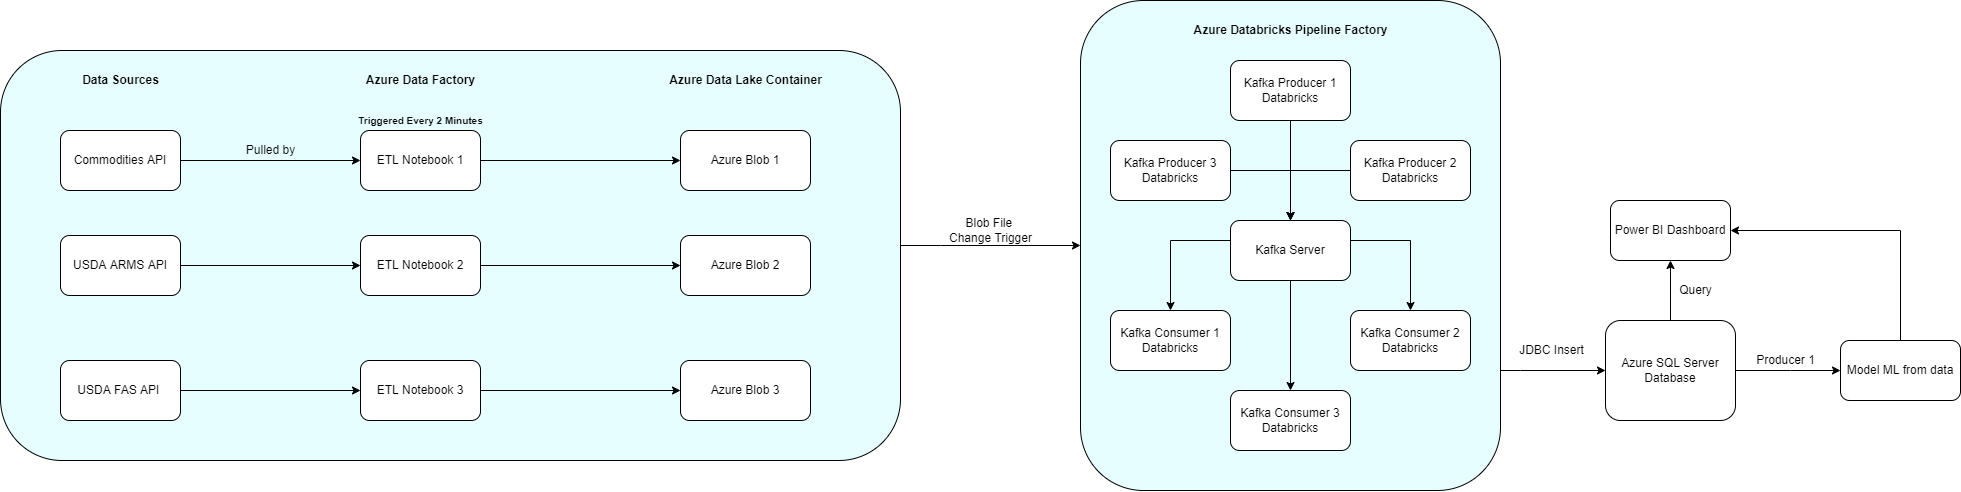 Azure Databricks Pipeline Factory
Data Sources
Azure Data Factory
Azure Data Lake Container
Triggered Every 2 Minutes
Commodities API
Pulled by
ETL Notebook 1
Azure Blob 1
USDA ARMS API
ETL Notebook 2
Azure Blob 2
USDA FAS API
ETL Notebook 3
Azure Blob 3
Blob File
Change Trigger
Kafka Producer 1
Databricks
Kafka Producer 3
Databricks
Kafka Producer 2
Databricks
Kafka Server
Kafka Consumer 1
Databricks
Kafka Consumer 2
Databricks
Kafka Consumer 3
Databricks
JDBC Insert
Power BI Dashboard
Query
Azure SQL Server
Database
Producer 1
Model ML from data